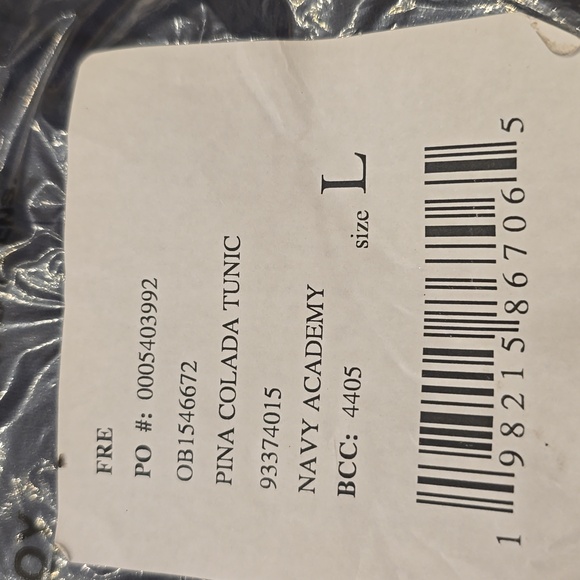 FRE
PO #: 0005403992
OB1546672
PINA COLADA TUNIC
93374015
NAVY ACADEMY
BCC: 4405
size L
1 98215 86706 5